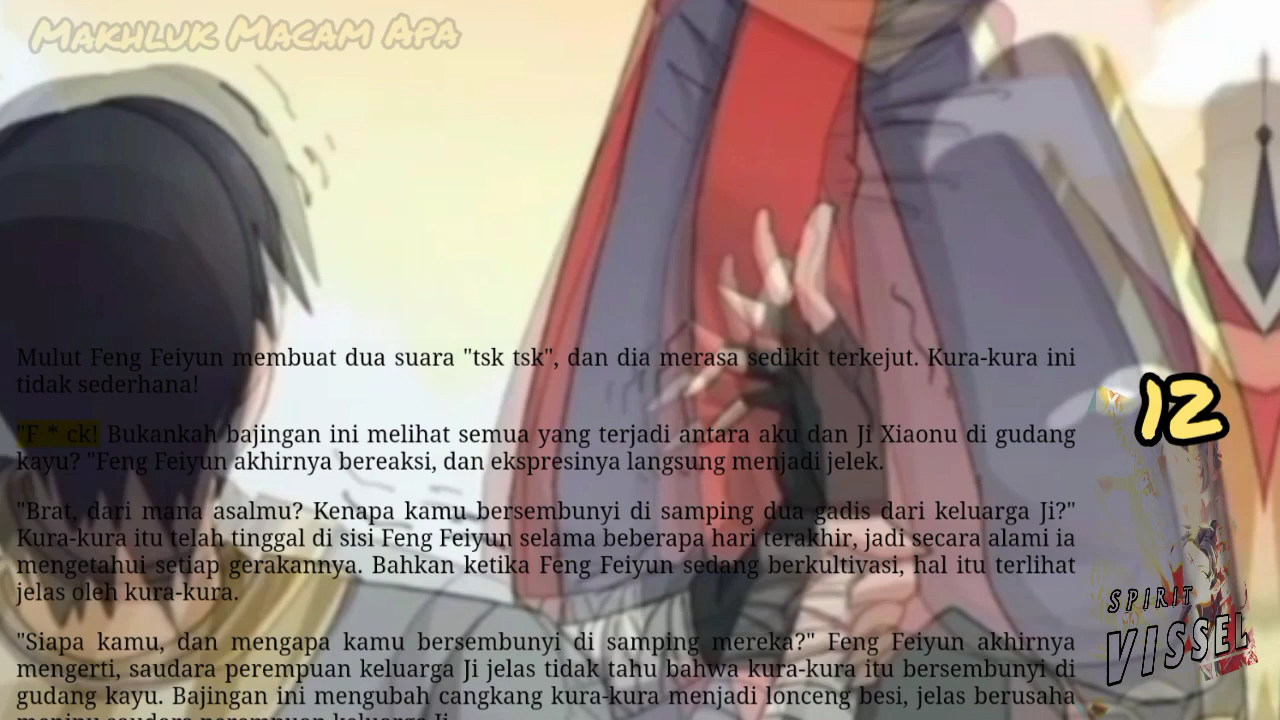 Makhluk Macam Apa
Mulut Feng Feiyun membuat dua suara "tsk tsk", dan dia merasa sedikit terkejut. Kura-kura ini
tidak sederhana!
"F * ck! Bukankah bajingan ini melihat semua yang terjadi antara aku dan Ji Xiaonu di gudang
kayu? "Feng Feiyun akhirnya bereaksi, dan ekspresinya langsung menjadi jelek.
"Brat, dari mana asalmu? Kenapa kamu bersembunyi di samping dua gadis dari keluarga Ji?"
Kura-kura itu telah tinggal di sisi Feng Feiyun selama beberapa hari terakhir, jadi secara alami ia
mengetahui setiap gerakannya. Bahkan ketika Feng Feiyun sedang berkultivasi, hal itu terlihat
jelas oleh kura-kura.
"Siapa kamu, dan mengapa kamu bersembunyi di samping mereka?" Feng Feiyun akhirnya
mengerti, saudara perempuan keluarga Ji jelas tidak tahu bahwa kura-kura itu bersembunyi di
gudang kayu. Bajingan ini mengubah cangkang kura-kura menjadi lonceng besi, jelas berusaha
menipu saudara perempuan keluarga Ji.
12
SPIRIT
VISSEL